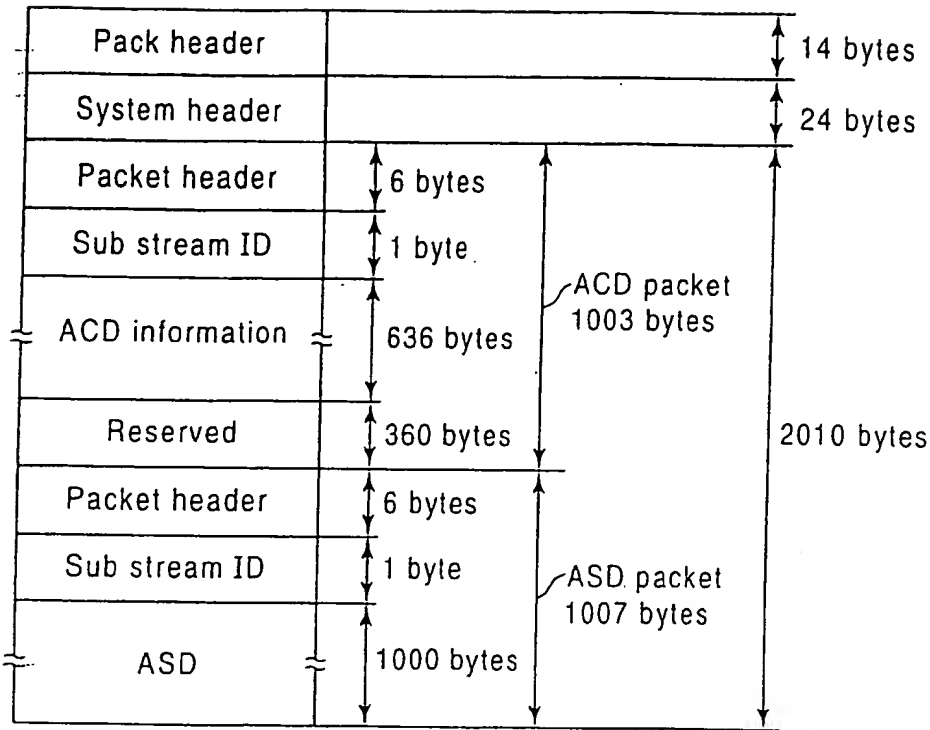 Pack header
14 bytes
System header
24 bytes
Packet header
6 bytes
Sub stream ID
1 byte
ACD information
636 bytes
ACD packet
1003 bytes
Reserved
360 bytes
2010 bytes
Packet header
6 bytes
Sub stream ID
1 byte
ASD packet
1007 bytes
ASD
1000 bytes